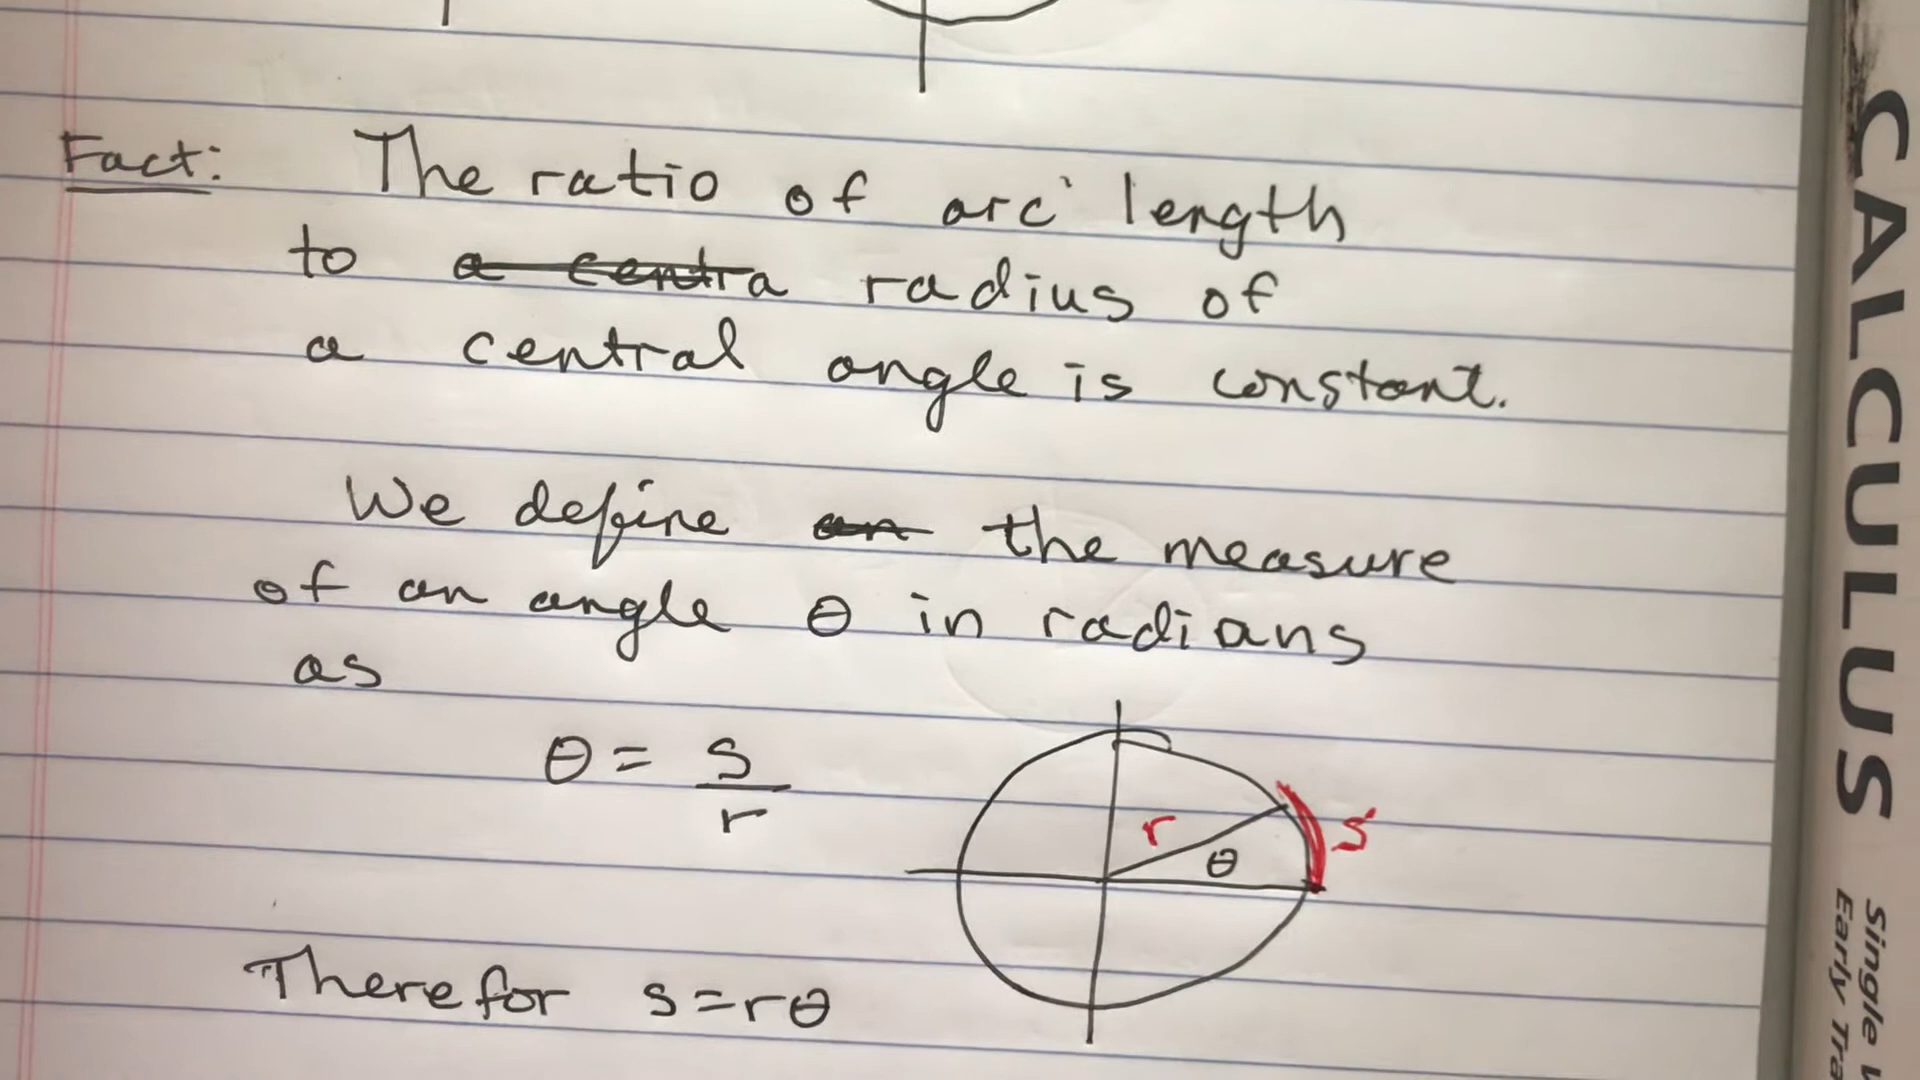 Fact: The ratio of arc length
to a centra radius of
a central angle is constant.
We define an the measure
of an angle θ in radians
as
θ = s/r
r
θ
s
Therefor s=rθ
CALCULUS
Single
Early Tra